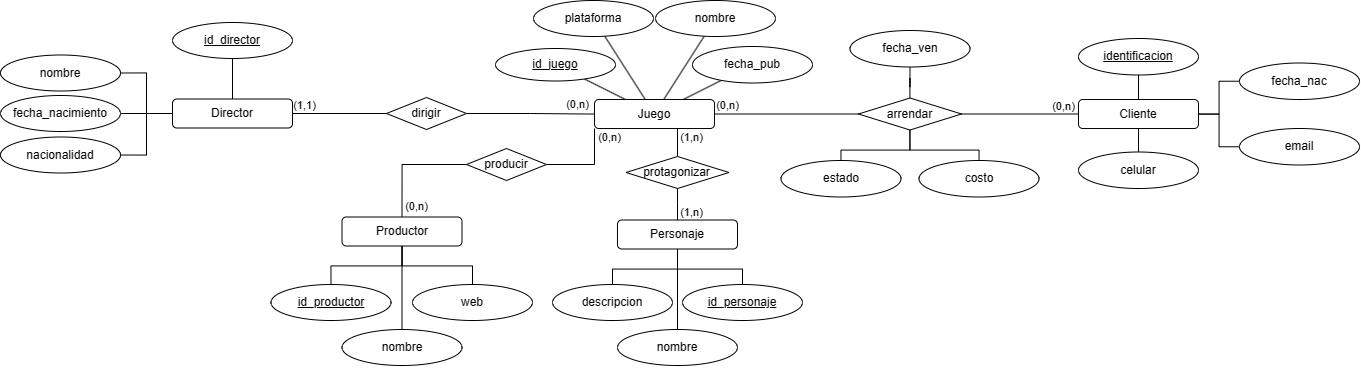 plataforma
nombre
id_director
id_juego
fecha_pub
fecha_ven
identificacion
nombre
fecha_nacimiento
nacionalidad
Director
(1,1)
dirigir
(0,n)
Juego
(0,n)
arrendar
(0,n)
Cliente
fecha_nac
email
(0,n)
(1,n)
producir
protagonizar
estado
costo
celular
(0,n)
(1,n)
Productor
Personaje
id_productor
web
descripcion
id_personaje
nombre
nombre